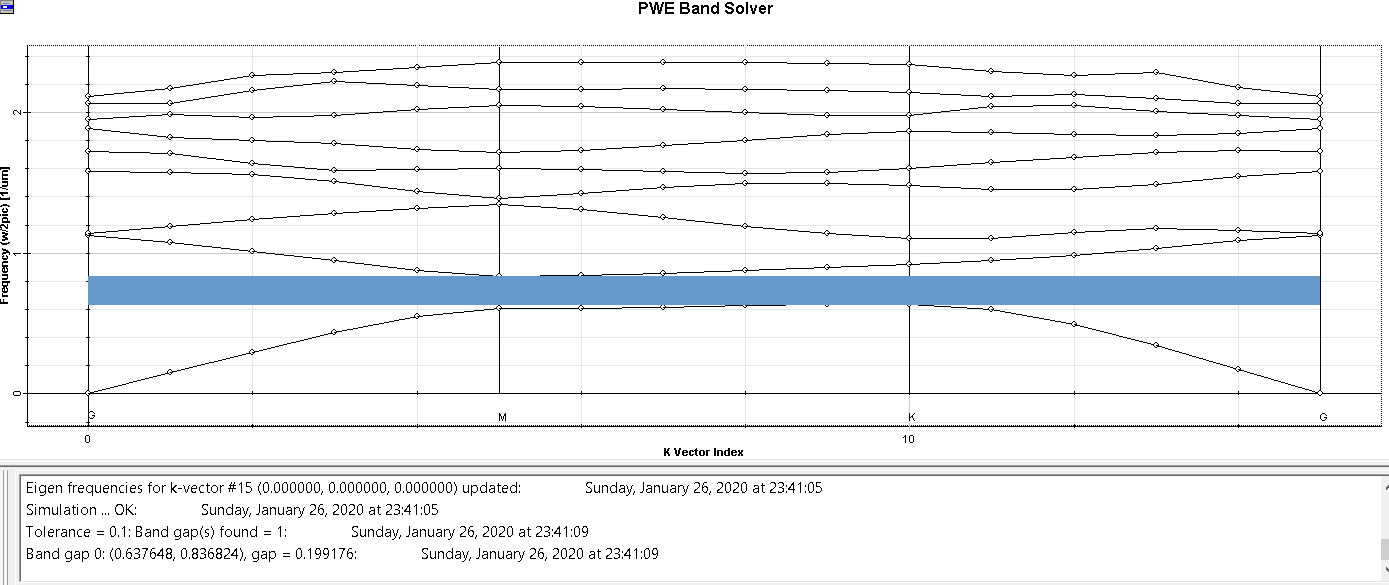 PWE Band Solver
Frequency (w/2pic) [1/um]
2
1
0
G
M
K
G
0
10
K Vector Index
Eigen frequencies for k-vector #15 (0.000000, 0.000000, 0.000000) updated: Sunday, January 26, 2020 at 23:41:05
Simulation ... OK: Sunday, January 26, 2020 at 23:41:05
Tolerance = 0.1: Band gap(s) found = 1: Sunday, January 26, 2020 at 23:41:09
Band gap 0: (0.637648, 0.836824), gap = 0.199176: Sunday, January 26, 2020 at 23:41:09